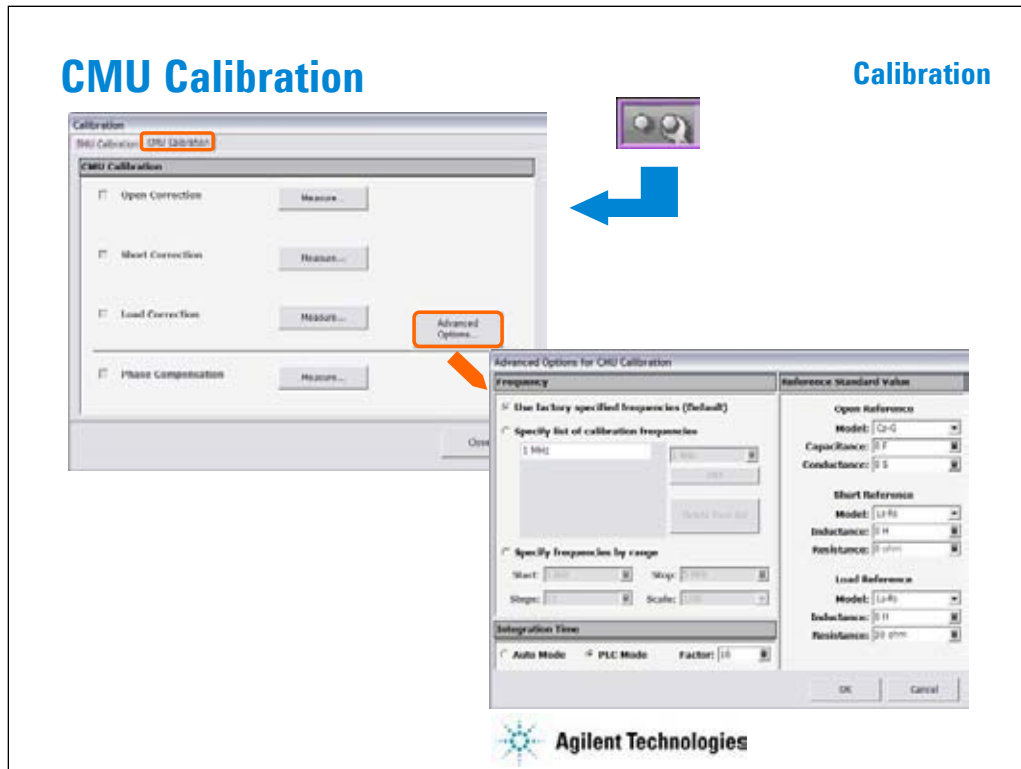 CMU Calibration
Calibration
Calibration
SMU Calibration CMU Calibration
CMU Calibration
Open Correction Measure...
Short Correction Measure...
Load Correction Measure...
Advanced Options...
Phase Compensation Measure...
Advanced Options for CMU Calibration
Frequency
Use factory specified frequencies (Default)
Specify list of calibration frequencies
1 MHz
Specify frequencies by range
Start: Stop:
Steps: Scale:
Integration Time
Auto Mode PLC Mode Factor: 16
Reference Standard Value
Open Reference
Model: Cp-G
Capacitance: 0 F
Conductance: 0 S
Short Reference
Model: Ls-Rs
Inductance: 0 H
Resistance: 0 ohm
Load Reference
Model: Ls-Rs
Inductance: 0 H
Resistance: 50 ohm
OK Cancel
Agilent Technologies